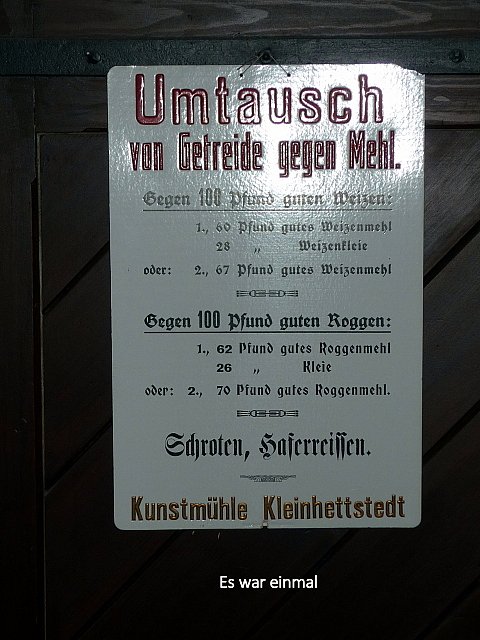 Umtausch
von Getreide gegen Mehl.
Gegen 100 Pfund guten Weizen:
1., 60 Pfund gutes Weizenmehl
28 „ Weizenkleie
oder: 2., 67 Pfund gutes Weizenmehl
Gegen 100 Pfund guten Roggen:
1., 62 Pfund gutes Roggenmehl
26 „ Kleie
oder: 2., 70 Pfund gutes Roggenmehl.
Schroten, Haferreissen.
Kunstmühle Kleinhettstedt
Es war einmal